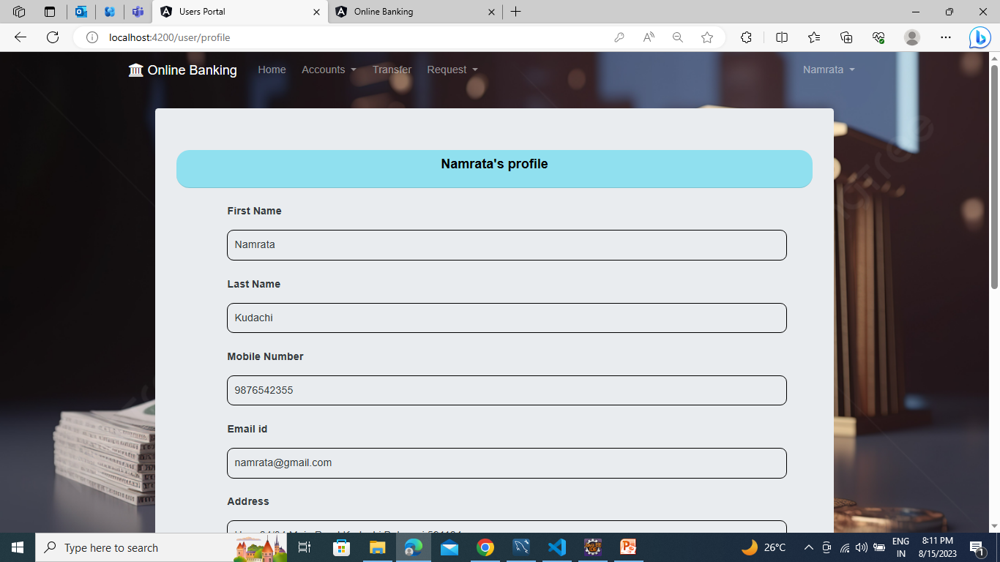 Users Portal
Online Banking
localhost:4200/user/profile
Online Banking Home Accounts Transfer Request Namrata
Namrata's profile
First Name
Namrata
Last Name
Kudachi
Mobile Number
9876542355
Email id
namrata@gmail.com
Address
Type here to search
26°C
ENG
IN
8:11 PM
8/15/2023
1